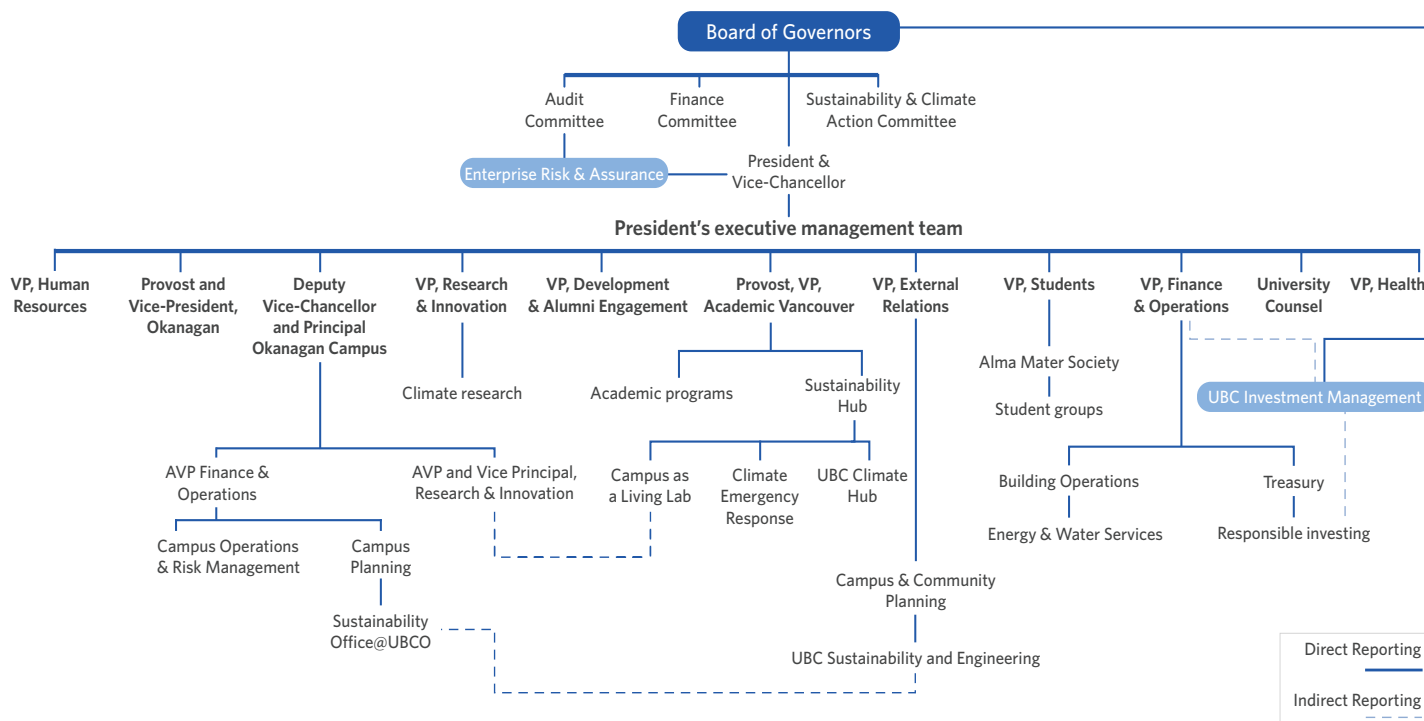 Board of Governors
Audit
Committee
Finance
Committee
Sustainability & Climate
Action Committee
Enterprise Risk & Assurance
President &
Vice-Chancellor
President’s executive management team
VP, Human
Resources
Provost and
Vice-President,
Okanagan
Deputy
Vice-Chancellor
and Principal
Okanagan Campus
VP, Research
& Innovation
VP, Development
& Alumni Engagement
Provost, VP,
Academic Vancouver
VP, External
Relations
VP, Students
VP, Finance
& Operations
University
Counsel
VP, Health
Climate research
Academic programs
Sustainability
Hub
Alma Mater Society
Student groups
UBC Investment Management
AVP Finance &
Operations
AVP and Vice Principal,
Research & Innovation
Campus as
a Living Lab
Climate
Emergency
Response
UBC Climate
Hub
Building Operations
Treasury
Energy & Water Services
Responsible investing
Campus Operations
& Risk Management
Campus
Planning
Campus & Community
Planning
Sustainability
Office@UBCO
UBC Sustainability and Engineering
Direct Reporting
Indirect Reporting